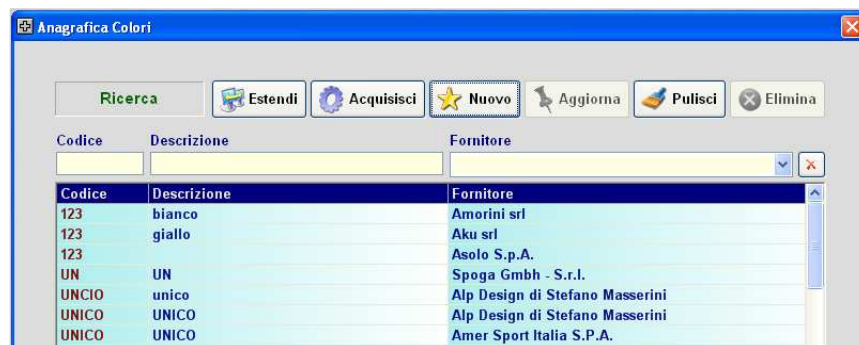 Anagrafica Colori
Ricerca Estendi Acquisisci Nuovo Aggiorna Pulisci Elimina
Codice Descrizione Fornitore
Codice Descrizione Fornitore
123 bianco Amorini srl
123 giallo Aku srl
123 Asolo S.p.A.
UN UN Spoga Gmbh - S.r.l.
UNCIO unico Alp Design di Stefano Masserini
UNICO UNICO Alp Design di Stefano Masserini
UNICO UNICO Amer Sport Italia S.P.A.